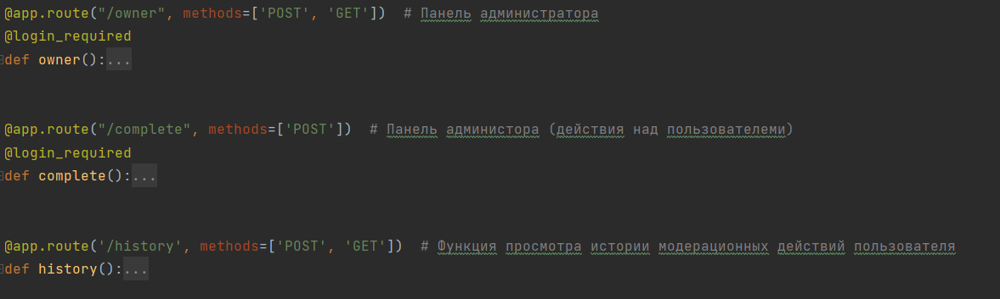 @app.route("/owner", methods=['POST', 'GET'])  # Панель администратора
@login_required
def owner():...
@app.route("/complete", methods=['POST'])  # Панель администора (действия над пользователеми)
@login_required
def complete():...
@app.route('/history', methods=['POST', 'GET'])  # Функция просмотра истории модерационных действий пользователя
def history():...